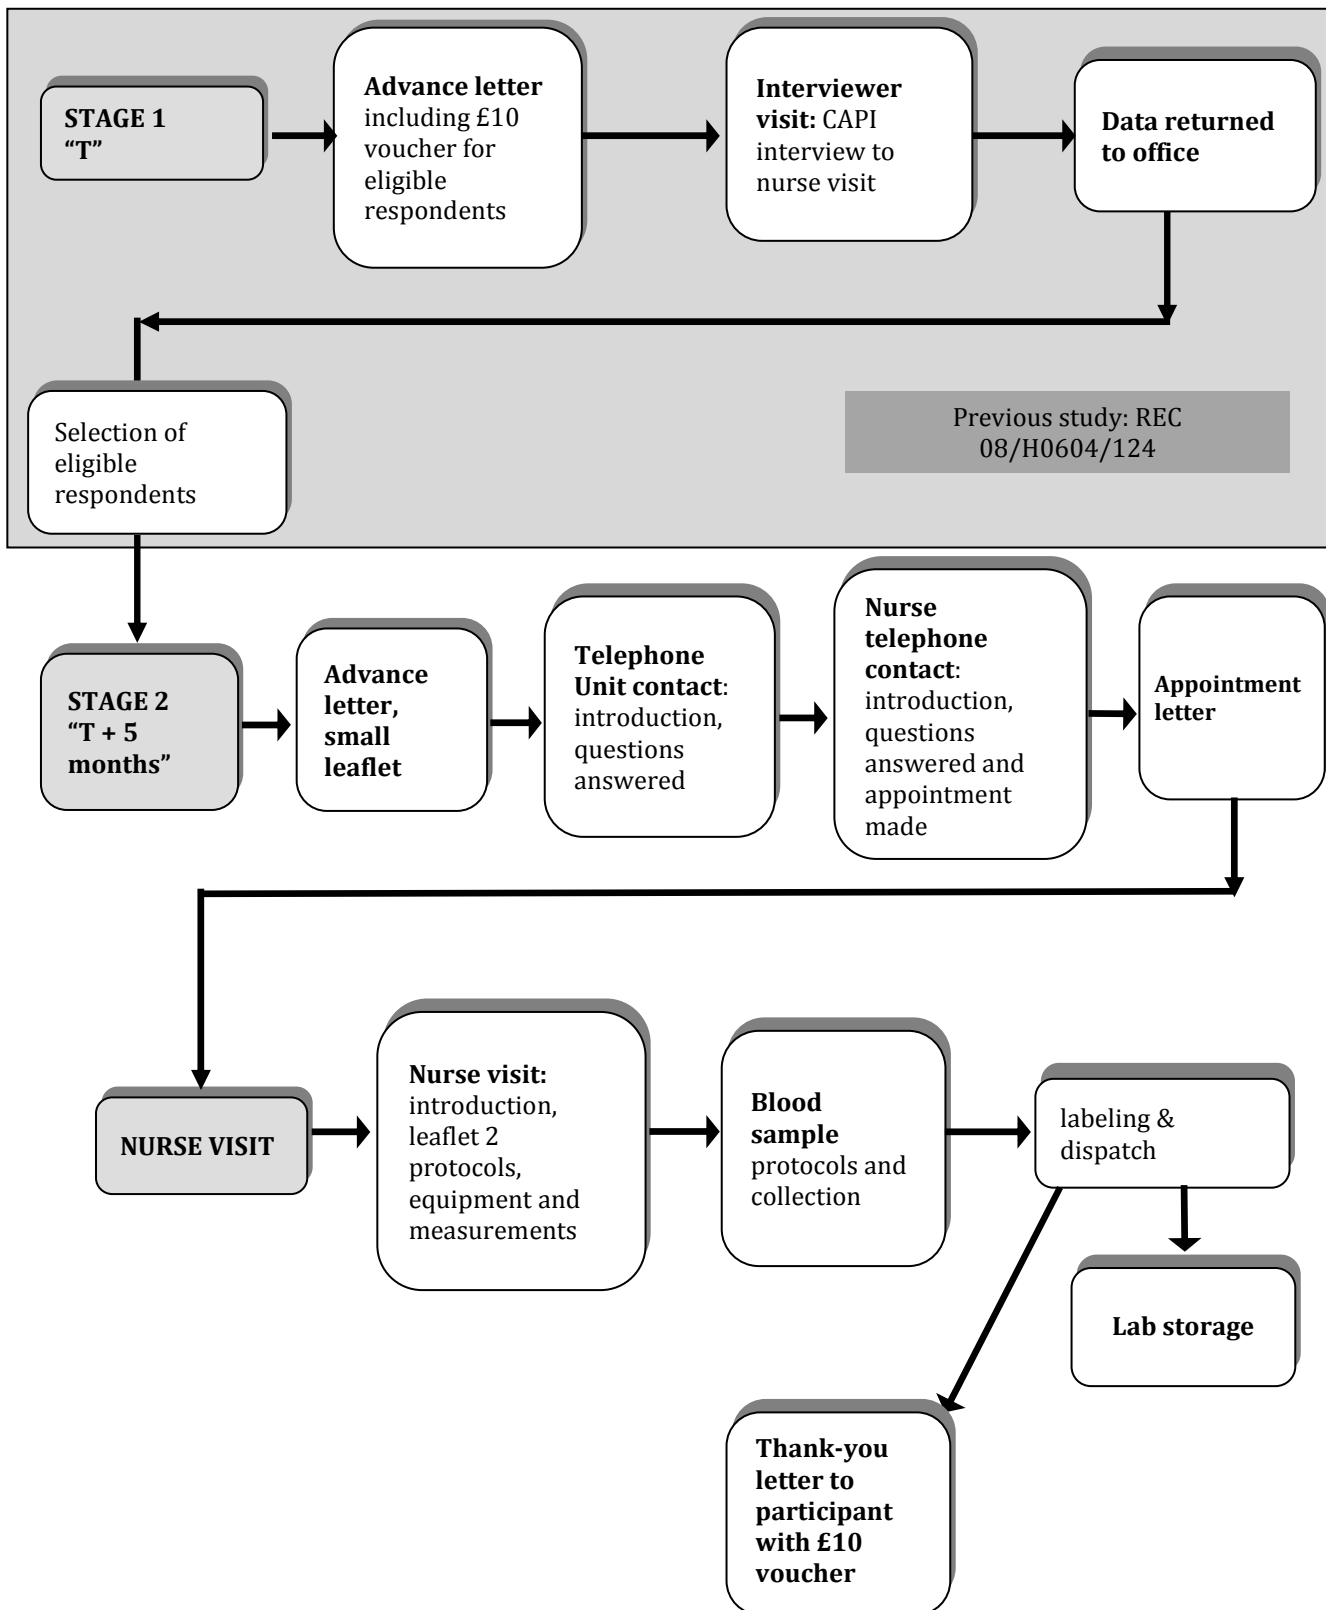 STAGE 1
“T”
Advance letter
including £10
voucher for
eligible
respondents
Interviewer
visit: CAPI
interview to
nurse visit
Data returned
to office
Selection of
eligible
respondents
Previous study: REC
08/H0604/124
STAGE 2
“T + 5
months”
Advance
letter,
small
leaflet
Telephone
Unit contact:
introduction,
questions
answered
Nurse
telephone
contact:
introduction,
questions
answered and
appointment
made
Appointment
letter
NURSE VISIT
Nurse visit:
introduction,
leaflet 2
protocols,
equipment and
measurements
Blood
sample
protocols and
collection
labeling &
dispatch
Lab storage
Thank-you
letter to
participant
with £10
voucher